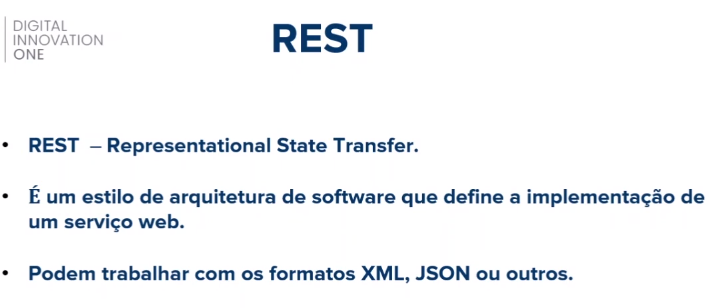 DIGITAL
INNOVATION
ONE
REST
• REST – Representational State Transfer.
• É um estilo de arquitetura de software que define a implementação de
um serviço web.
• Podem trabalhar com os formatos XML, JSON ou outros.